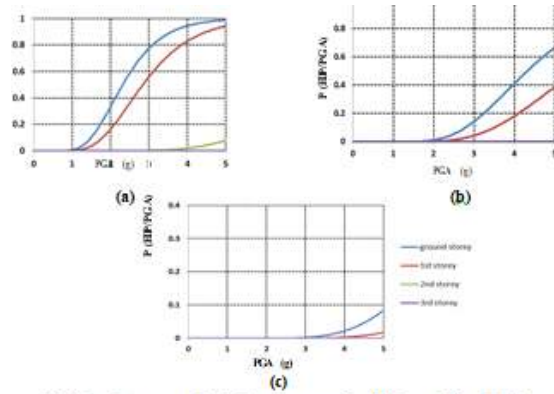 1
0.8
0.6
0.4
0.2
0
0 1 2 3 4 5
PGA (g)
(a)
P (HP/PGA)
0.8
0.6
0.4
0.2
0
0 1 2 3 4
PGA (g)
(b)
P (HP/PGA)
0.4
0.3
0.2
0.1
0
0 1 2 3 4 5
PGA (g)
(c)
ground storey
1st storey
2nd storey
3rd storey